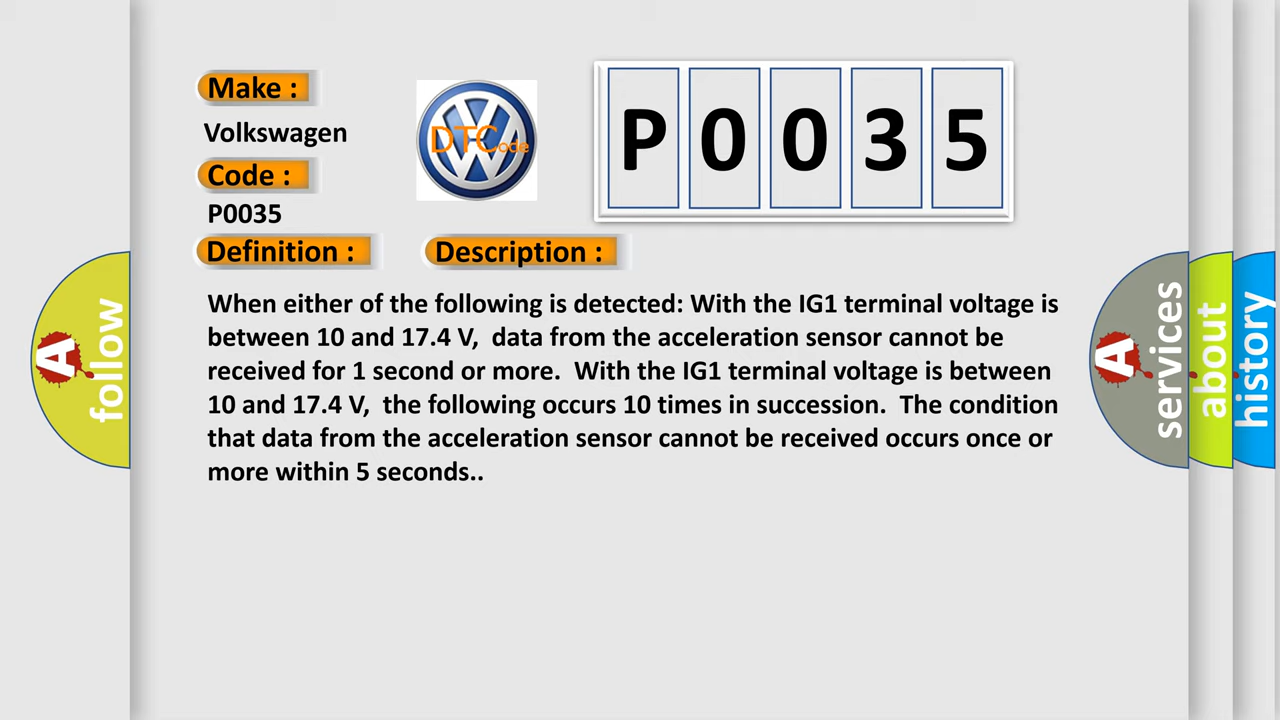 Make :
Volkswagen
Code :
P0035
Definition :
Description :
DTCode
P0035
When either of the following is detected: With the IG1 terminal voltage is
between 10 and 17.4 V,  data from the acceleration sensor cannot be
received for 1 second or more.  With the IG1 terminal voltage is between
10 and 17.4 V,  the following occurs 10 times in succession.  The condition
that data from the acceleration sensor cannot be received occurs once or
more within 5 seconds..
A
follow
A
services
about
history